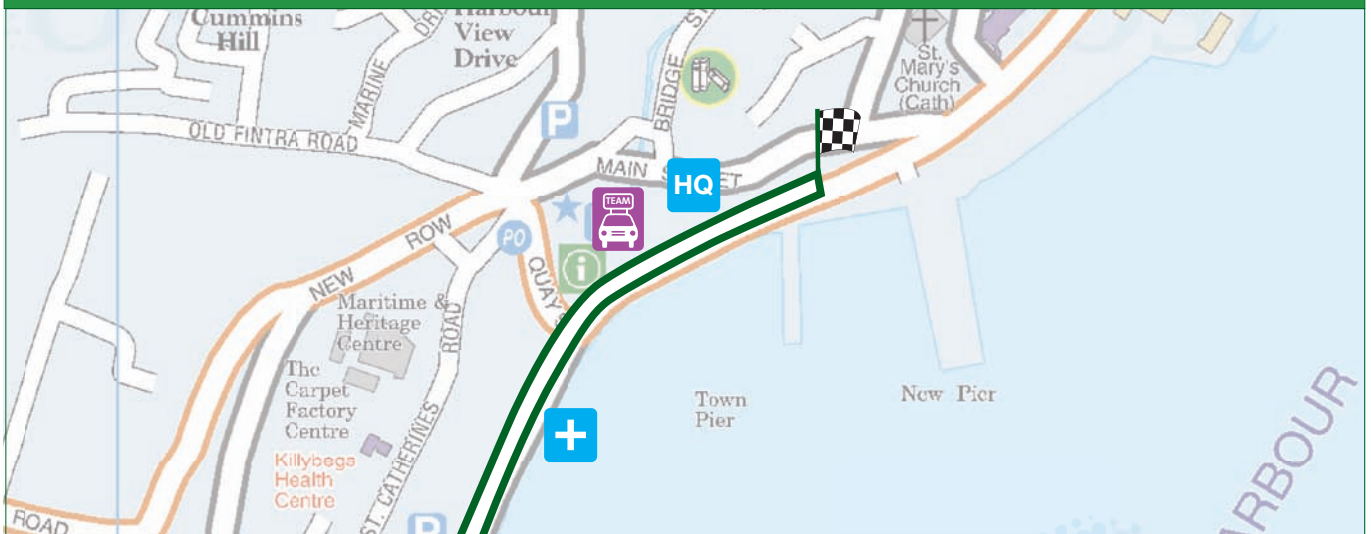 Cummins
Hill
Harbour
View
Drive
MARINE
BRIDGE
St.
Mary's
Church
(Cath)
P
OLD FINTRA ROAD
MAIN
HQ
TEAM
PO
i
NEW ROW
QUAY
Maritime &
Heritage
Centre
The
Carpet
Factory
Centre
Killybegs
Health
Centre
ST. CATHERINES ROAD
Town
Pier
New Pier
P
ROAD
ARBOUR